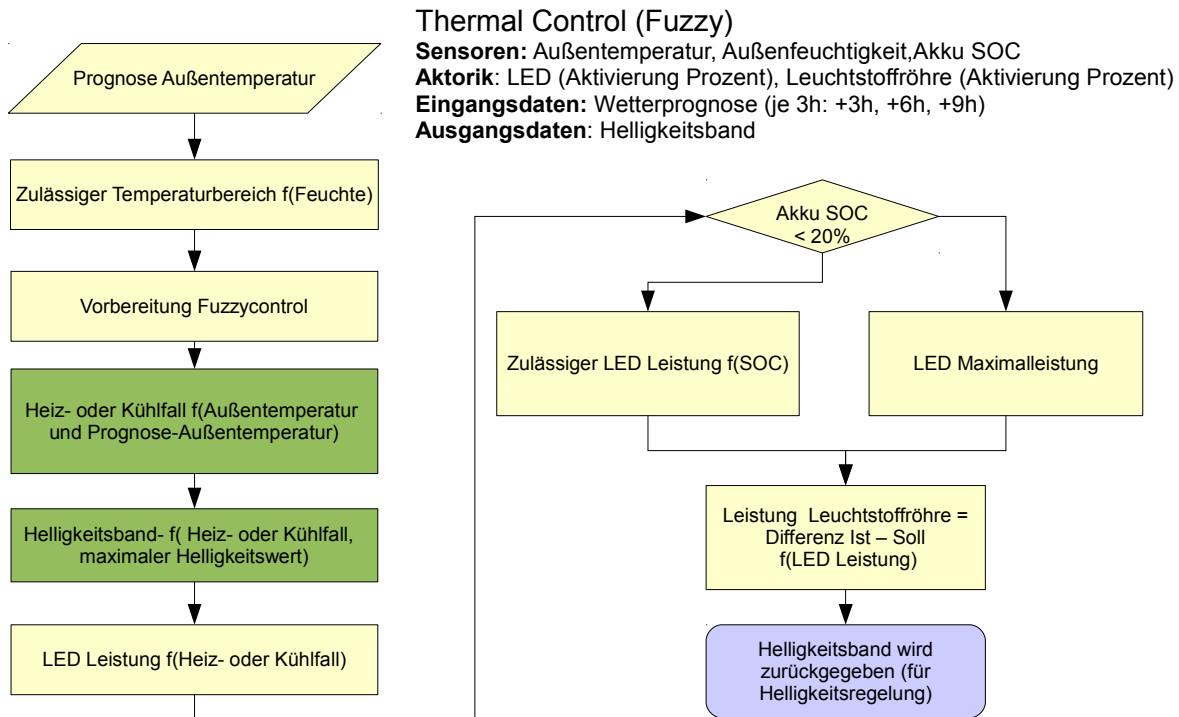 Thermal Control (Fuzzy)
Sensoren: Außentemperatur, Außenfeuchtigkeit,Akku SOC
Aktorik: LED (Aktivierung Prozent), Leuchtstoffröhre (Aktivierung Prozent)
Eingangsdaten: Wetterprognose (je 3h: +3h, +6h, +9h)
Ausgangsdaten: Helligkeitsband
Prognose Außentemperatur
Zulässiger Temperaturbereich f(Feuchte)
Vorbereitung Fuzzycontrol
Heiz- oder Kühlfall f(Außentemperatur
und Prognose-Außentemperatur)
Helligkeitsband- f( Heiz- oder Kühlfall,
maximaler Helligkeitswert)
LED Leistung f(Heiz- oder Kühlfall)
Akku SOC
< 20%
Zulässiger LED Leistung f(SOC)
LED Maximalleistung
Leistung Leuchtstoffröhre =
Differenz Ist – Soll
f(LED Leistung)
Helligkeitsband wird
zurückgegeben (für
Helligkeitsregelung)